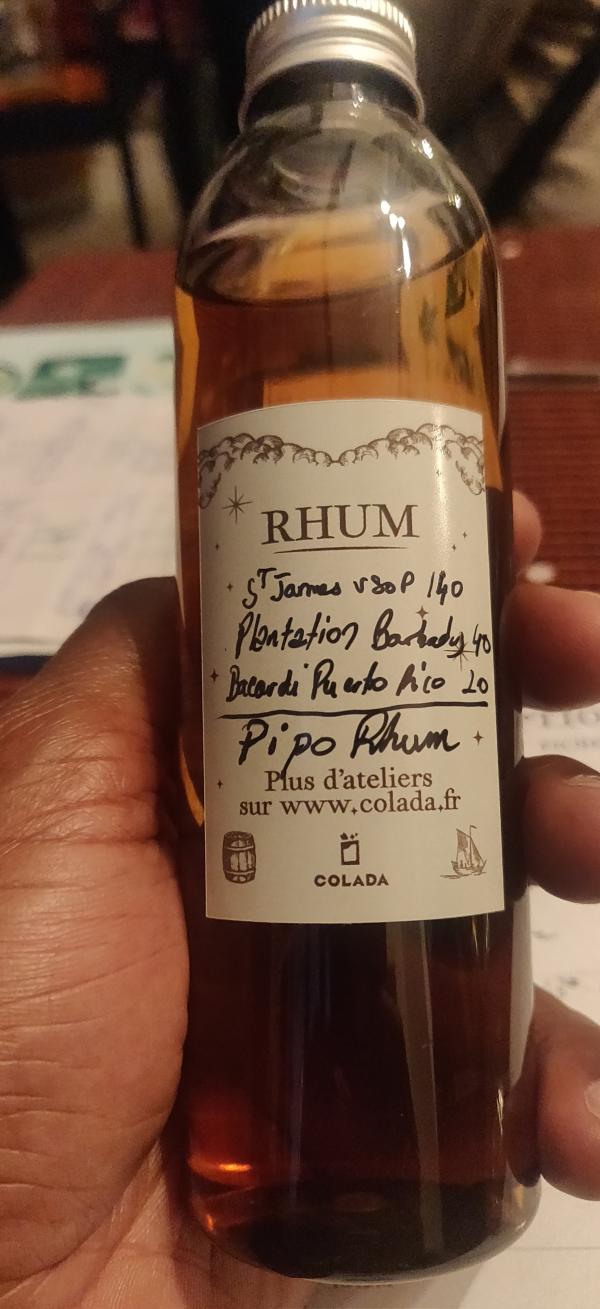 RHUM
ST James VSOP 140
Plantation Barbados 40
Bacardi Puerto Rico 20
Pipo Rhum
Plus d'ateliers
sur www.colada.fr
COLADA